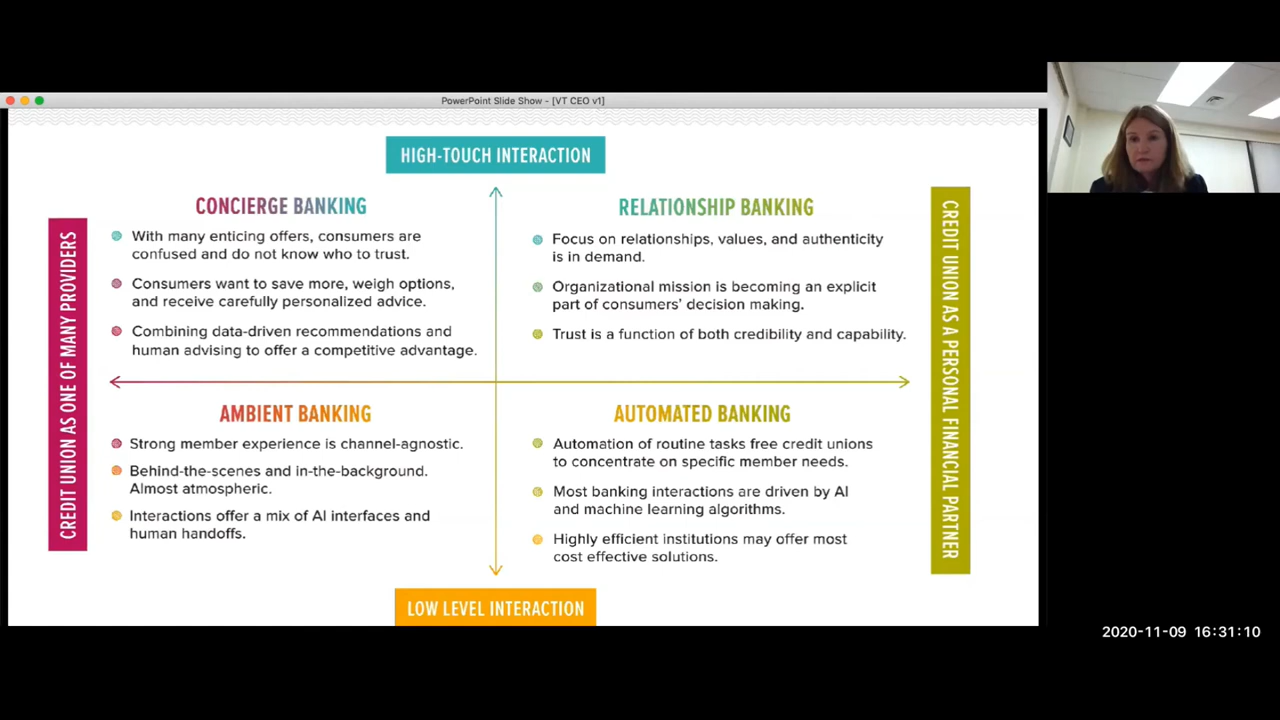 PowerPoint Slide Show - [VT CEO v1]
HIGH-TOUCH INTERACTION
CREDIT UNION AS ONE OF MANY PROVIDERS
CONCIERGE BANKING
With many enticing offers, consumers are
confused and do not know who to trust.
Consumers want to save more, weigh options,
and receive carefully personalized advice.
Combining data-driven recommendations and
human advising to offer a competitive advantage.
RELATIONSHIP BANKING
Focus on relationships, values, and authenticity
is in demand.
Organizational mission is becoming an explicit
part of consumers' decision making.
Trust is a function of both credibility and capability.
CREDIT UNION AS A PERSONAL FINANCIAL PARTNER
AMBIENT BANKING
Strong member experience is channel-agnostic.
Behind-the-scenes and in-the-background.
Almost atmospheric.
Interactions offer a mix of AI interfaces and
human handoffs.
AUTOMATED BANKING
Automation of routine tasks free credit unions
to concentrate on specific member needs.
Most banking interactions are driven by AI
and machine learning algorithms.
Highly efficient institutions may offer most
cost effective solutions.
LOW LEVEL INTERACTION
2020-11-09 16:31:10